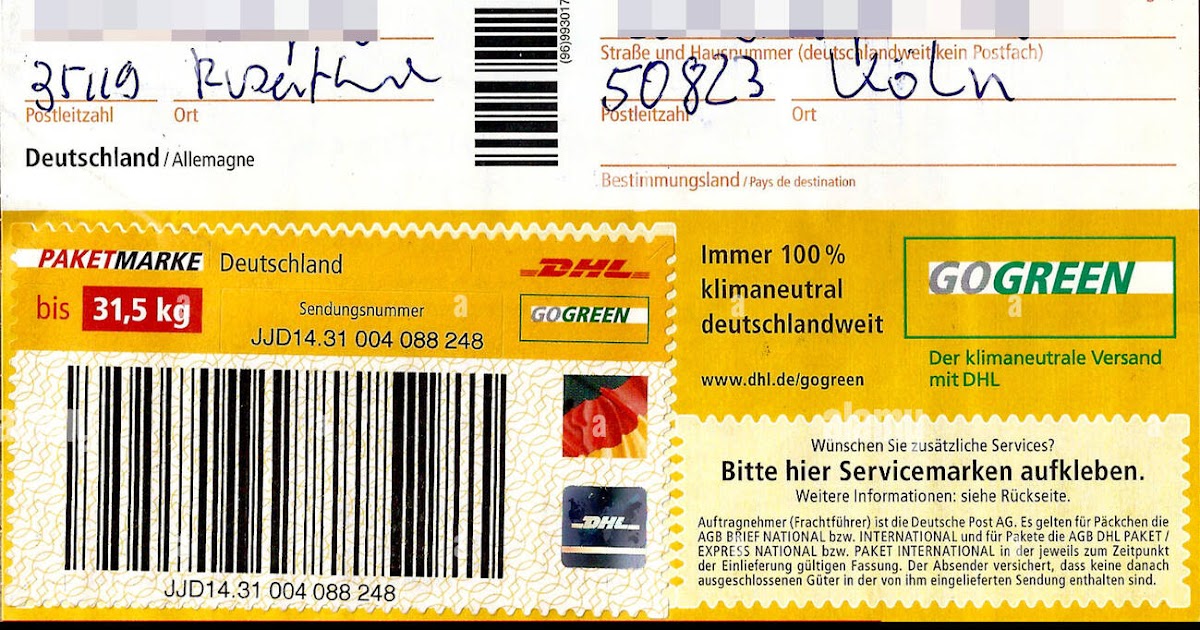 (96)993017
Straße und Hausnummer (deutschlandweit kein Postfach)
35119 Rosenthal
50823 Köln
Postleitzahl Ort
Postleitzahl Ort
Deutschland / Allemagne
Bestimmungsland / Pays de destination
PAKETMARKE Deutschland
DHL
bis 31,5 kg
GOGREEN
Sendungsnummer
JJD14.31 004 088 248
JJD14.31 004 088 248
DHL
Immer 100 %
klimaneutral
deutschlandweit
www.dhl.de/gogreen
GOGREEN
Der klimaneutrale Versand
mit DHL
Wünschen Sie zusätzliche Services?
Bitte hier Servicemarken aufkleben.
Weitere Informationen: siehe Rückseite.
Auftragnehmer (Frachtführer) ist die Deutsche Post AG. Es gelten für Päckchen die
AGB BRIEF NATIONAL bzw. INTERNATIONAL und für Pakete die AGB DHL PAKET /
EXPRESS NATIONAL bzw. PAKET INTERNATIONAL in der jeweils zum Zeitpunkt
der Einlieferung gültigen Fassung. Der Absender versichert, dass keine danach
ausgeschlossenen Güter in der von ihm eingelieferten Sendung enthalten sind.
alamy